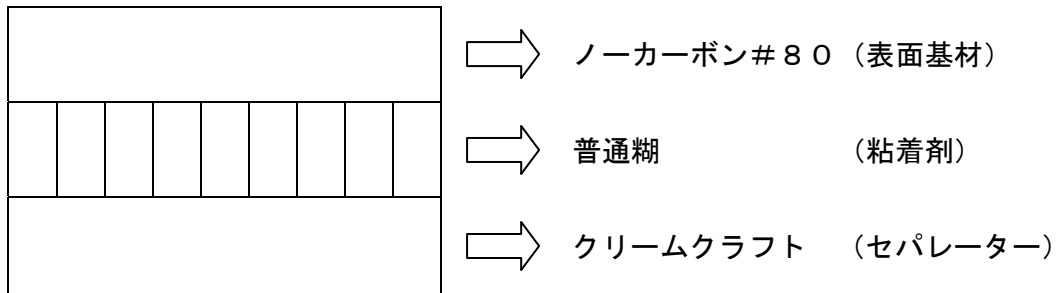 ノーカーボン＃８０（表面基材）
普通糊　　　　　（粘着剤）
クリームクラフト　（セパレーター）